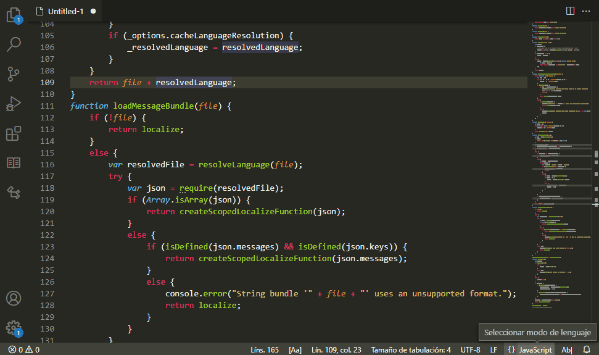 Untitled-1
104 }
105 if (_options.cacheLanguageResolution) {
106 _resolvedLanguage = resolvedLanguage;
107 }
108 }
109 return file + resolvedLanguage;
110 }
111 function loadMessageBundle(file) {
112 if (!file) {
113 return localize;
114 }
115 else {
116 var resolvedFile = resolveLanguage(file);
117 try {
118 var json = require(resolvedFile);
119 if (Array.isArray(json)) {
120 return createScopedLocalizeFunction(json);
121 }
122 else {
123 if (isDefined(json.messages) && isDefined(json.keys)) {
124 return createScopedLocalizeFunction(json.messages);
125 }
126 else {
127 console.error("String bundle '" + file + "' uses an unsupported format.");
128 return localize;
129 }
130 }
131 }
Seleccionar modo de lenguaje
1
1
0 0 Líns. 165 [Aa] Lín. 109, col. 23 Tamaño de tabulación: 4 UTF-8 LF {} JavaScript Ab|